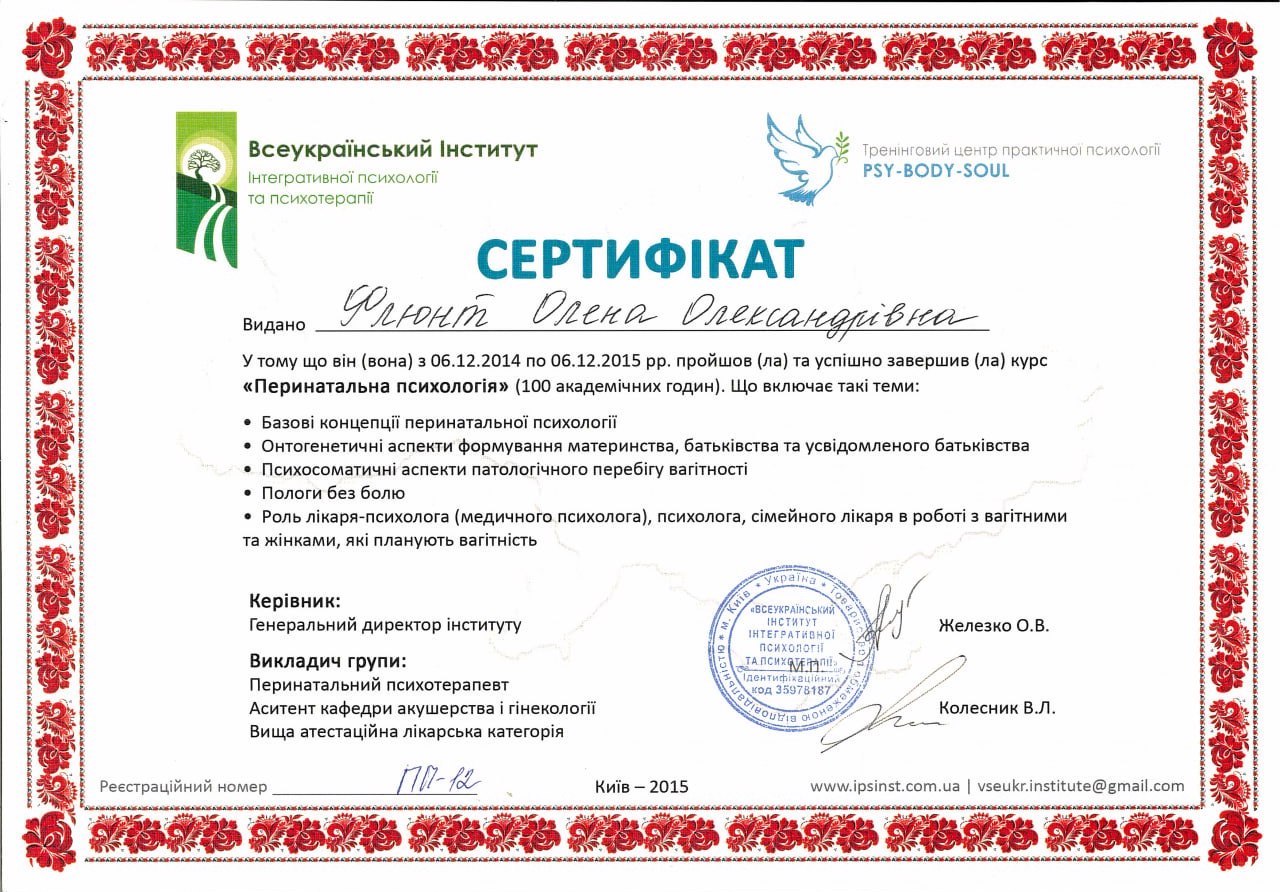 Всеукраїнський Інститут
Інтегративної психології
та психотерапії
Тренінговий центр практичної психології
PSY-BODY-SOUL
СЕРТИФІКАТ
Видано Флюнт Олена Олександрівна
У тому що він (вона) з 06.12.2014 по 06.12.2015 рр. пройшов (ла) та успішно завершив (ла) курс
«Перинатальна психологія» (100 академічних годин). Що включає такі теми:
• Базові концепції перинатальної психології
• Онтогенетичні аспекти формування материнства, батьківства та усвідомленого батьківства
• Психосоматичні аспекти патологічного перебігу вагітності
• Пологи без болю
• Роль лікаря-психолога (медичного психолога), психолога, сімейного лікаря в роботі з вагітними
та жінками, які планують вагітність
Керівник:
Генеральний директор інституту
Железко О.В.
Викладач групи:
Перинатальний психотерапевт
Аситент кафедри акушерства і гінекології
Вища атестаційна лікарська категорія
Колесник В.Л.
М.П.
* Україна * Товариство з обмеженою відповідальністю * м. Київ
«ВСЕУКРАЇНСЬКИЙ
ІНСТИТУТ
ІНТЕГРАТИВНОЇ
ПСИХОЛОГІЇ
ТА ПСИХОТЕРАПІЇ»
Ідентифікаційний
код 35978187
Реєстраційний номер ПП-12
Київ – 2015
www.ipsinst.com.ua | vseukr.institute@gmail.com